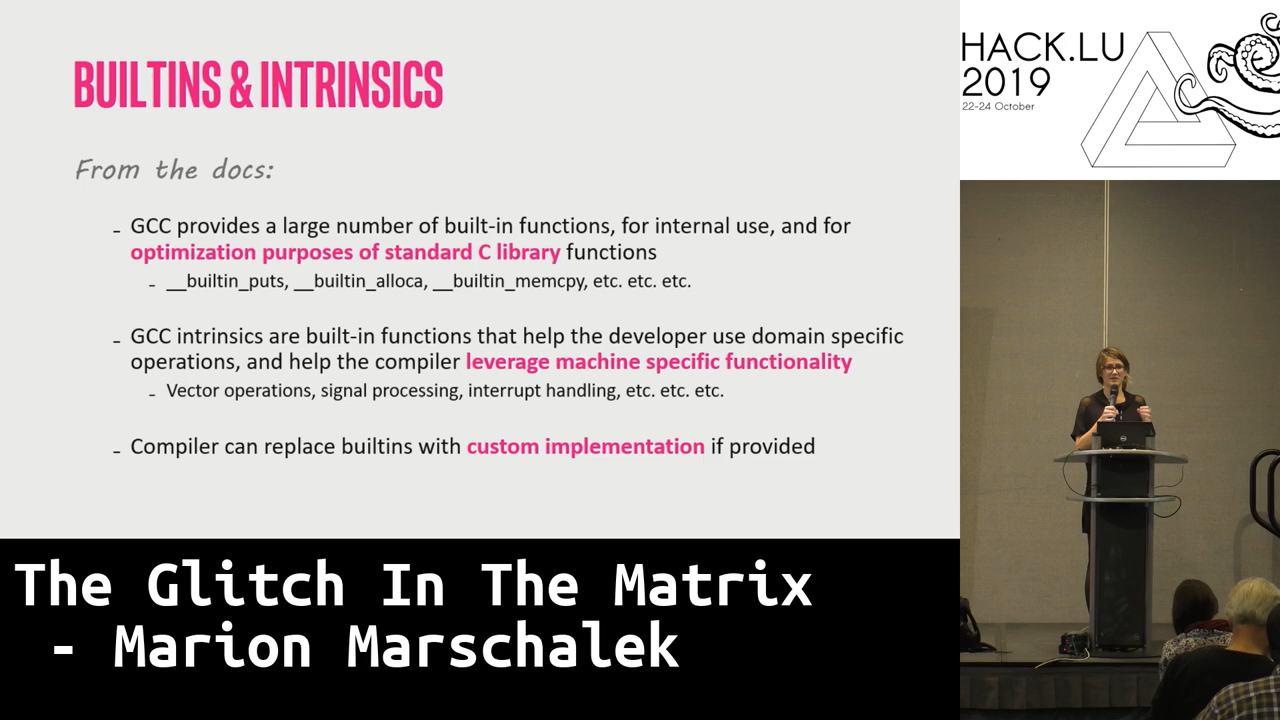 BUILTINS & INTRINSICS
From the docs:
- GCC provides a large number of built-in functions, for internal use, and for
optimization purposes of standard C library functions
- __builtin_puts, __builtin_alloca, __builtin_memcpy, etc. etc. etc.
- GCC intrinsics are built-in functions that help the developer use domain specific
operations, and help the compiler leverage machine specific functionality
- Vector operations, signal processing, interrupt handling, etc. etc. etc.
- Compiler can replace builtins with custom implementation if provided
HACK.LU
2019
22-24 October
The Glitch In The Matrix
- Marion Marschalek